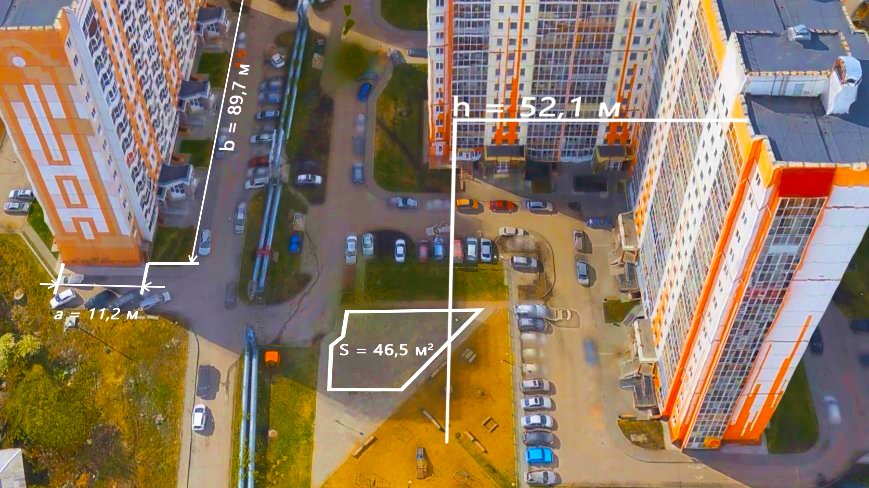 h = 52,1 м
b = 89,7 м
S = 46,5 м²
a = 11,2 м